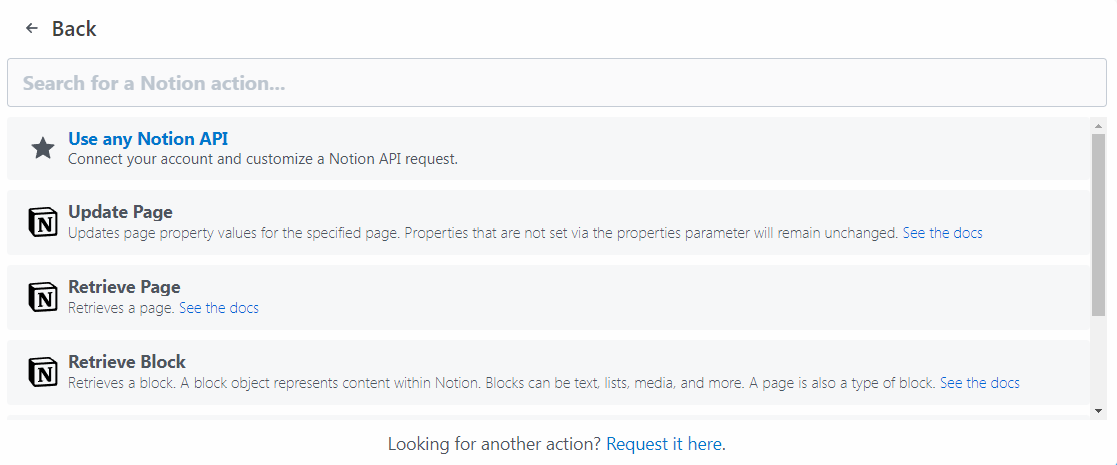 ← Back
Search for a Notion action...
Use any Notion API
Connect your account and customize a Notion API request.
Update Page
Updates page property values for the specified page. Properties that are not set via the properties parameter will remain unchanged. See the docs
Retrieve Page
Retrieves a page. See the docs
Retrieve Block
Retrieves a block. A block object represents content within Notion. Blocks can be text, lists, media, and more. A page is also a type of block. See the docs
Looking for another action? Request it here.